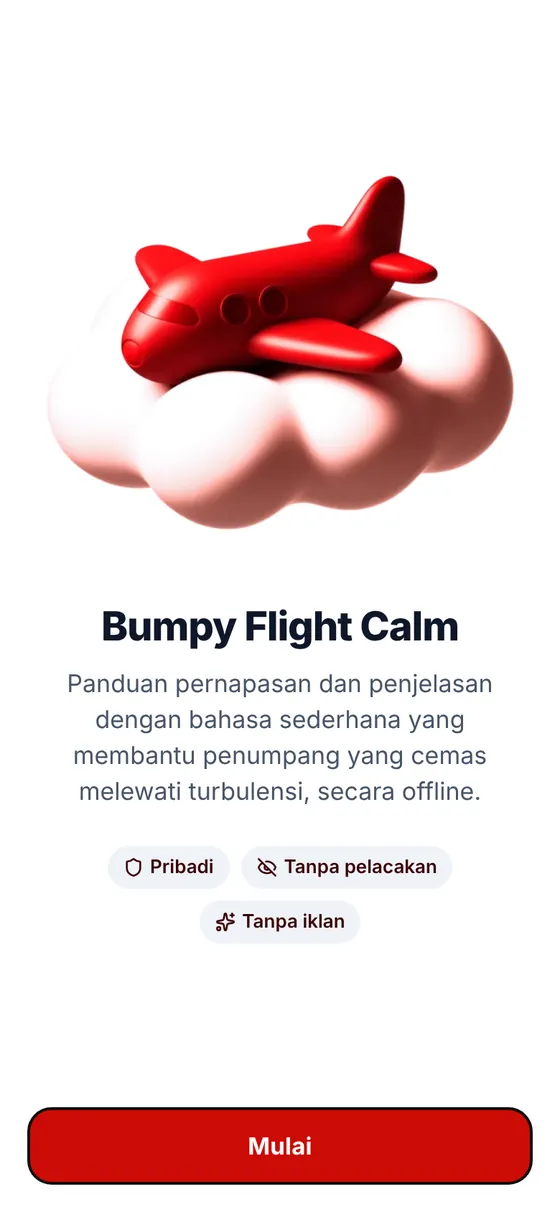 Bumpy Flight Calm
Panduan pernapasan dan penjelasan
dengan bahasa sederhana yang
membantu penumpang yang cemas
melewati turbulensi, secara offline.
Pribadi
Tanpa pelacakan
Tanpa iklan
Mulai